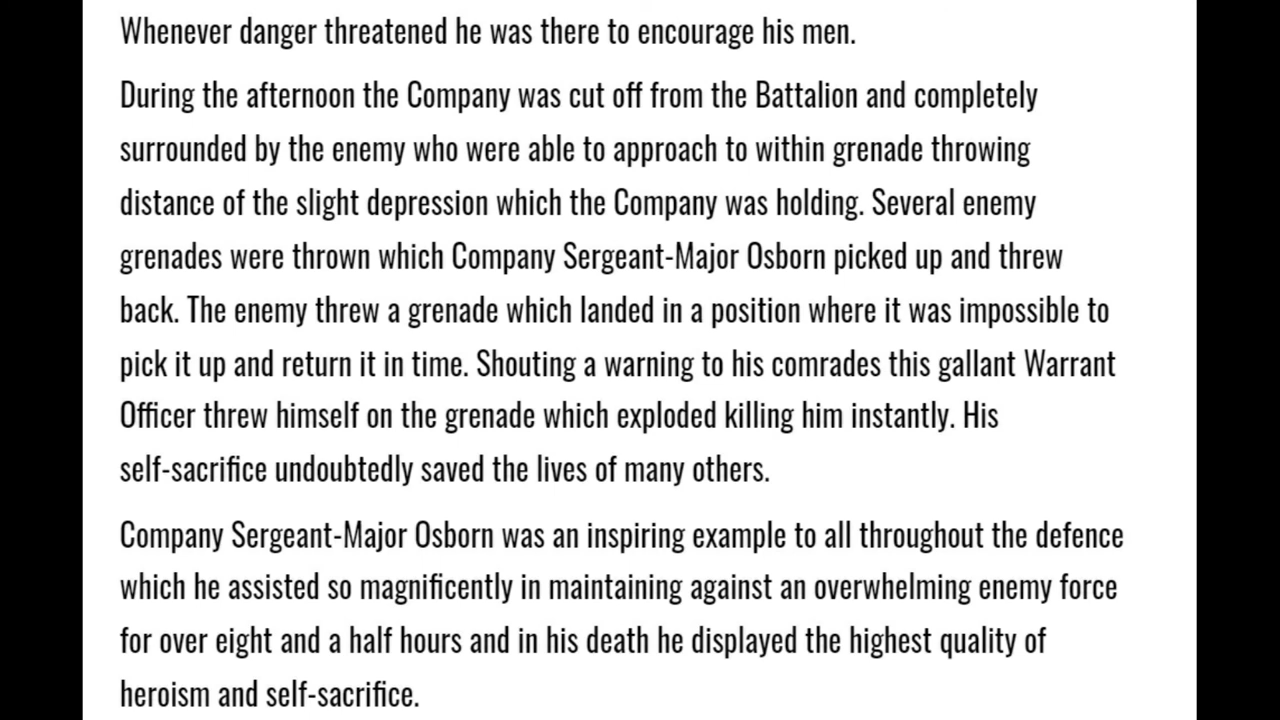 Whenever danger threatened he was there to encourage his men.
During the afternoon the Company was cut off from the Battalion and completely
surrounded by the enemy who were able to approach to within grenade throwing
distance of the slight depression which the Company was holding. Several enemy
grenades were thrown which Company Sergeant-Major Osborn picked up and threw
back. The enemy threw a grenade which landed in a position where it was impossible to
pick it up and return it in time. Shouting a warning to his comrades this gallant Warrant
Officer threw himself on the grenade which exploded killing him instantly. His
self-sacrifice undoubtedly saved the lives of many others.
Company Sergeant-Major Osborn was an inspiring example to all throughout the defence
which he assisted so magnificently in maintaining against an overwhelming enemy force
for over eight and a half hours and in his death he displayed the highest quality of
heroism and self-sacrifice.